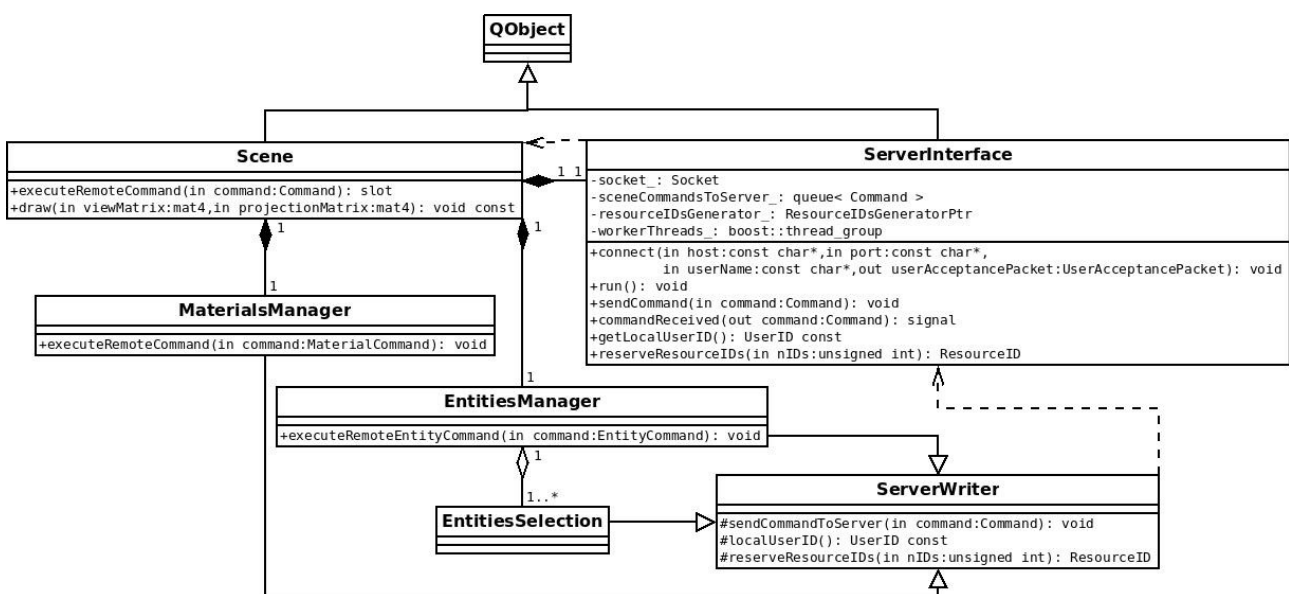 QObject
Scene
+executeRemoteCommand(in command:Command): slot
+draw(in viewMatrix:mat4,in projectionMatrix:mat4): void const
ServerInterface
-socket_: Socket
-sceneCommandsToServer_: queue< Command >
-resourceIDsGenerator_: ResourceIDsGeneratorPtr
-workerThreads_: boost::thread_group
+connect(in host:const char*,in port:const char*,
in userName:const char*,out userAcceptancePacket:UserAcceptancePacket): void
+run(): void
+sendCommand(in command:Command): void
+commandReceived(out command:Command): signal
+getLocalUserID(): UserID const
+reserveResourceIDs(in nIDs:unsigned int): ResourceID
1 1
1
1
1
MaterialsManager
+executeRemoteCommand(in command:MaterialCommand): void
1
EntitiesManager
+executeRemoteEntityCommand(in command:EntityCommand): void
1
1..*
EntitiesSelection
ServerWriter
#sendCommandToServer(in command:Command): void
#localUserID(): UserID const
#reserveResourceIDs(in nIDs:unsigned int): ResourceID